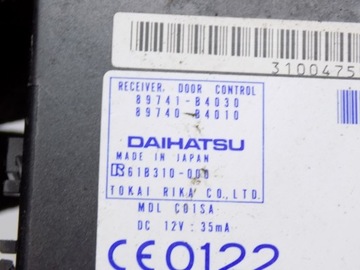 3100475
RECEIVER, DOOR CONTROL
89741-B4030
89740-B4010
DAIHATSU
MADE IN JAPAN
R 618310-000
TOKAI RIKA CO., LTD.
MDL C01SA
DC 12V : 35mA
CE0122